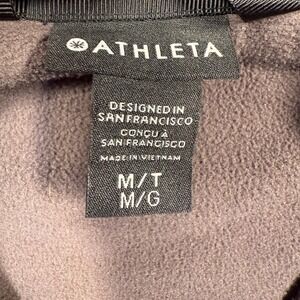 ATHLETA
DESIGNED IN
SAN FRANCISCO
CONÇU À
SAN FRANCISCO
MADE IN VIETNAM
M/T
M/G